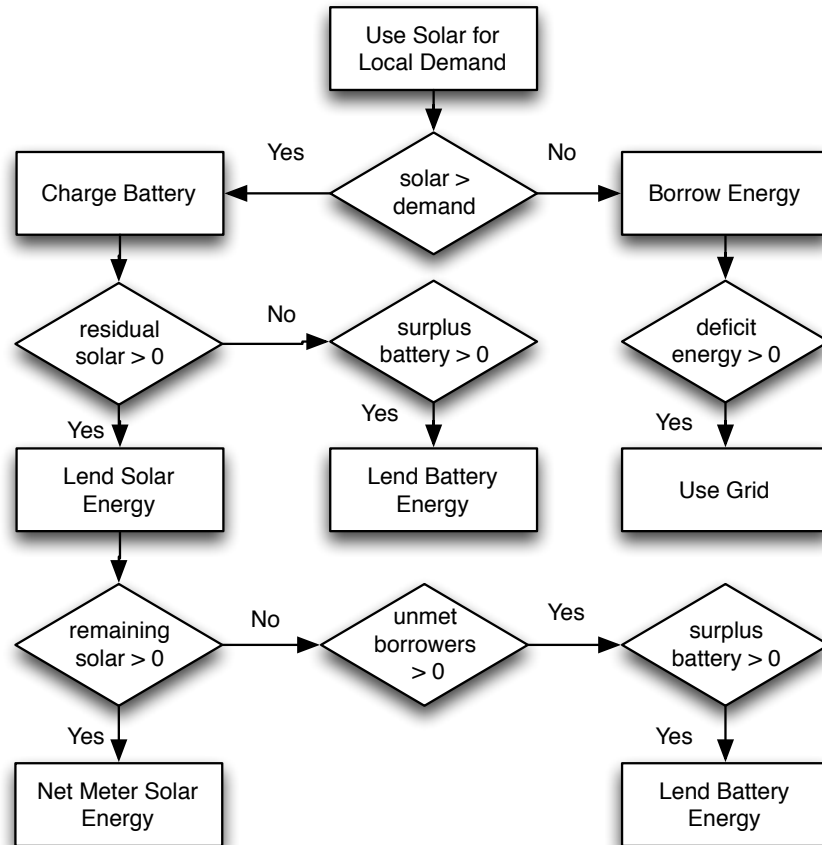 Use Solar for
Local Demand
Yes
No
Charge Battery
solar >
demand
Borrow Energy
residual
solar > 0
No
surplus
battery > 0
deficit
energy > 0
Yes
Yes
Yes
Lend Solar
Energy
Lend Battery
Energy
Use Grid
remaining
solar > 0
No
unmet
borrowers
> 0
Yes
surplus
battery > 0
Yes
Yes
Net Meter Solar
Energy
Lend Battery
Energy